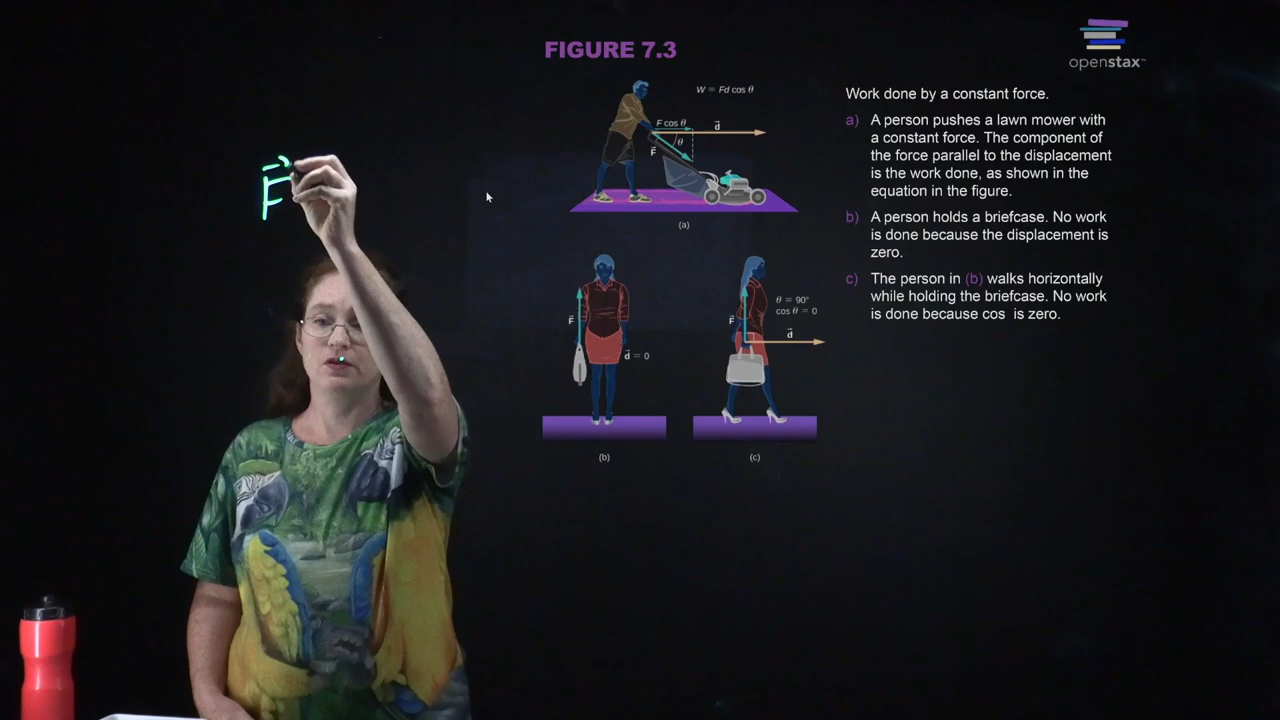 FIGURE 7.3
openstax™
F
W = Fd cos θ
F cos θ
d
θ
F
(a)
F
d = 0
(b)
θ = 90°
cos θ = 0
F
d
(c)
Work done by a constant force.
a) A person pushes a lawn mower with
a constant force. The component of
the force parallel to the displacement
is the work done, as shown in the
equation in the figure.
b) A person holds a briefcase. No work
is done because the displacement is
zero.
c) The person in (b) walks horizontally
while holding the briefcase. No work
is done because cos is zero.